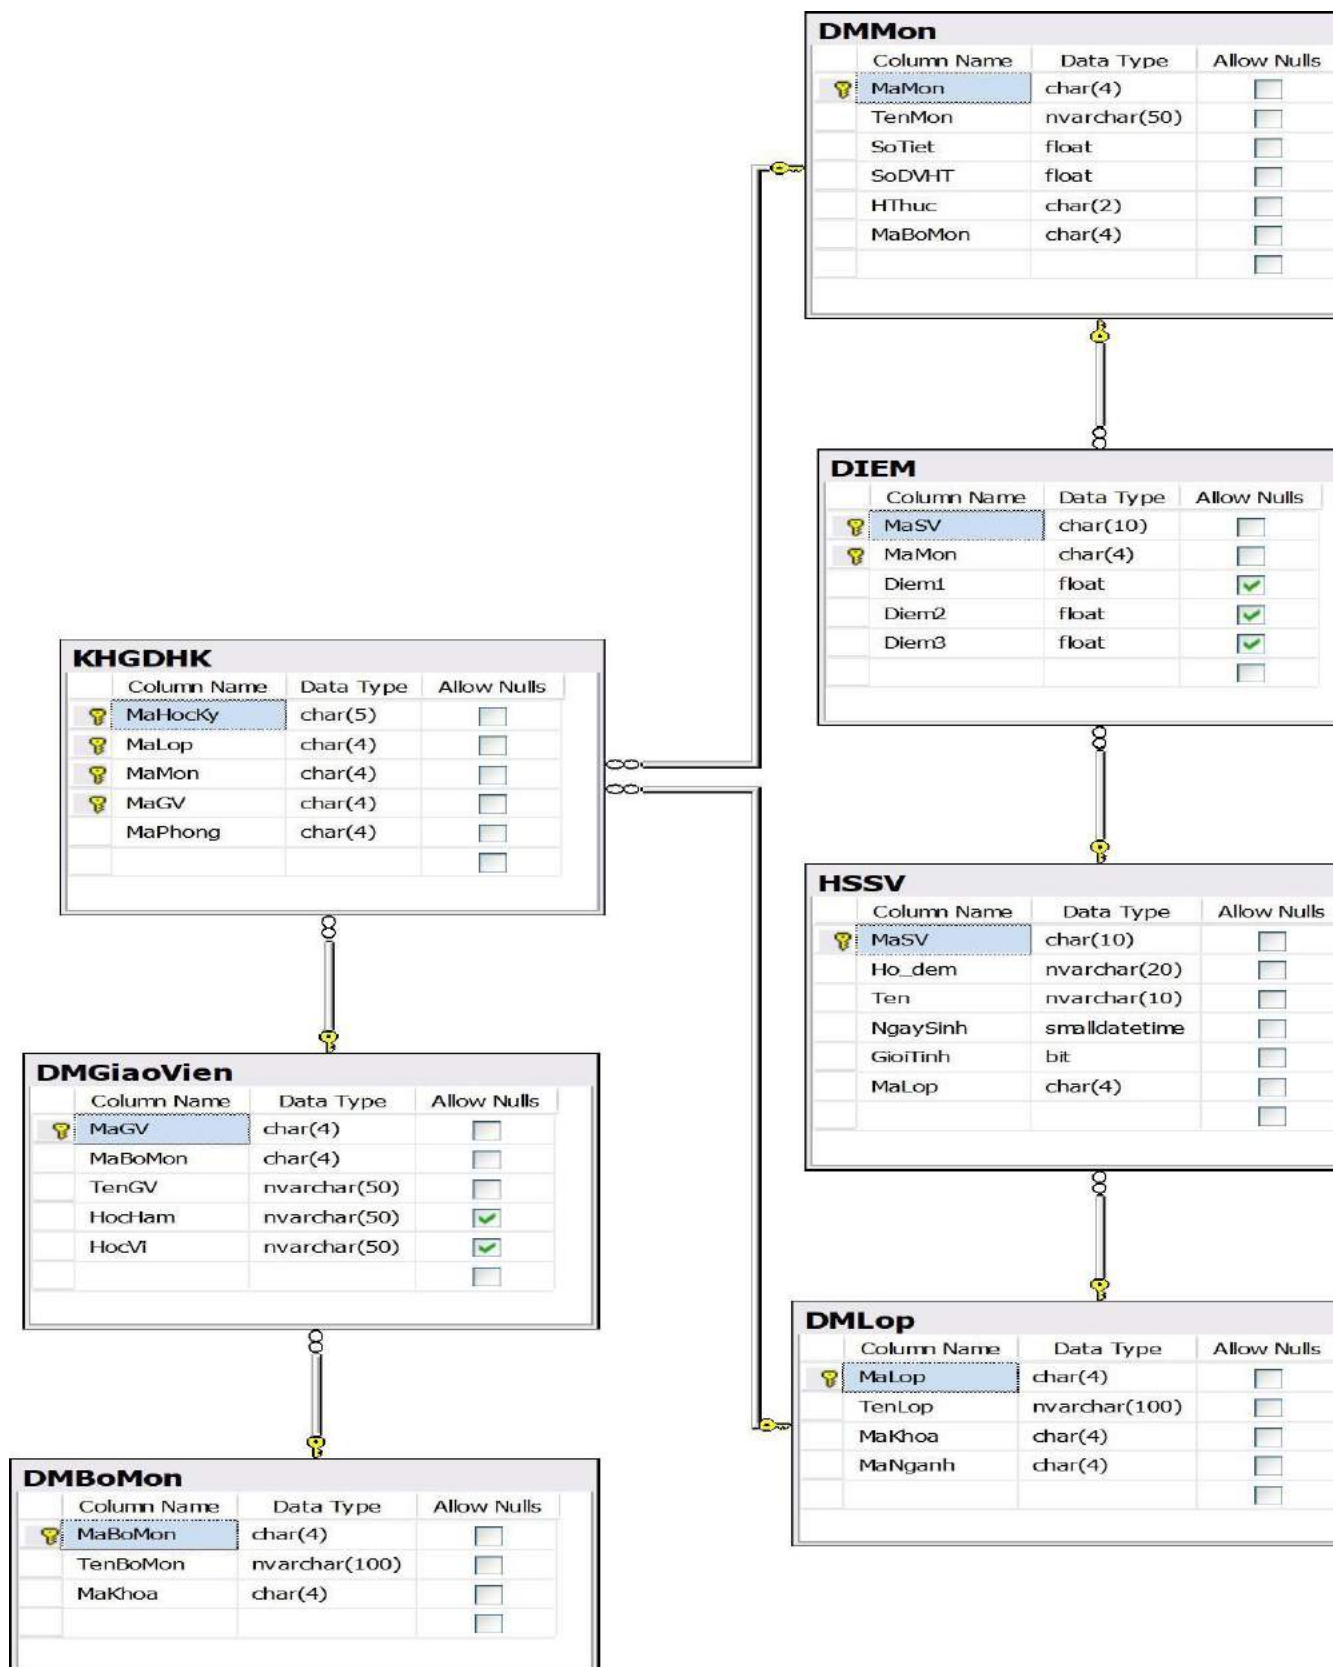 DMMon
Column Name Data Type Allow Nulls
MaMon char(4)
TenMon nvarchar(50)
SoTiet float
SoDVHT float
HThuc char(2)
MaBoMon char(4)
DIEM
Column Name Data Type Allow Nulls
MaSV char(10)
MaMon char(4)
Diem1 float
Diem2 float
Diem3 float
KHGDHK
Column Name Data Type Allow Nulls
MaHocKy char(5)
MaLop char(4)
MaMon char(4)
MaGV char(4)
MaPhong char(4)
HSSV
Column Name Data Type Allow Nulls
MaSV char(10)
Ho_dem nvarchar(20)
Ten nvarchar(10)
NgaySinh smalldatetime
GioiTinh bit
MaLop char(4)
DMGiaoVien
Column Name Data Type Allow Nulls
MaGV char(4)
MaBoMon char(4)
TenGV nvarchar(50)
HocHam nvarchar(50)
HocVi nvarchar(50)
DMLop
Column Name Data Type Allow Nulls
MaLop char(4)
TenLop nvarchar(100)
MaKhoa char(4)
MaNganh char(4)
DMBoMon
Column Name Data Type Allow Nulls
MaBoMon char(4)
TenBoMon nvarchar(100)
MaKhoa char(4)